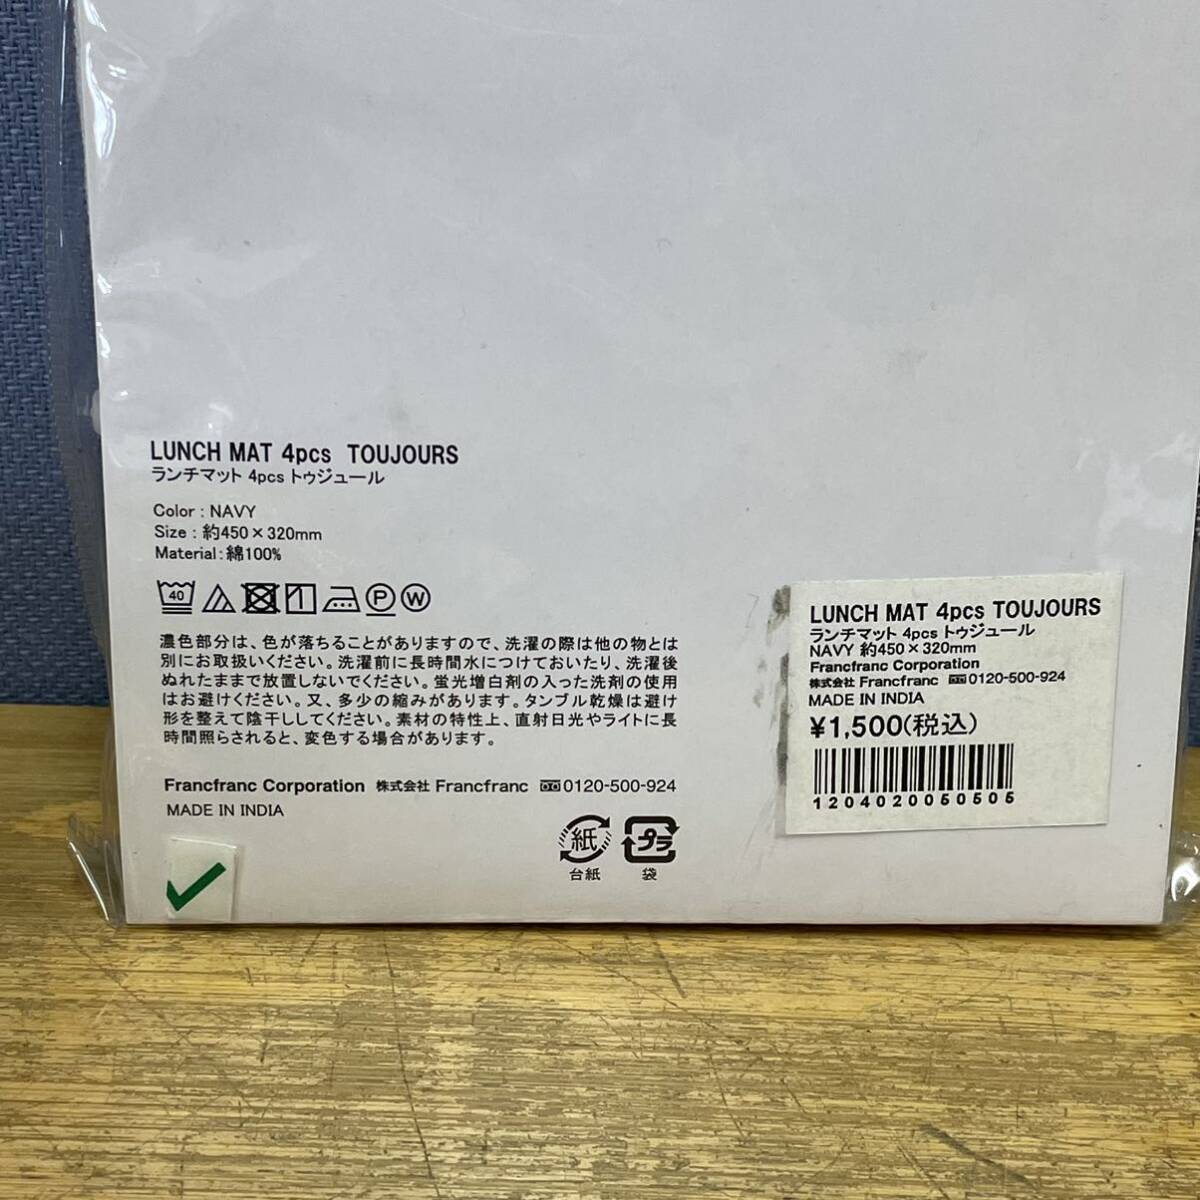 LUNCH MAT 4pcs TOUJOURS
ランチマット 4pcs トゥジュール
Color : NAVY
Size : 約450×320mm
Material : 綿100%
40
P
W
濃色部分は、色が落ちることがありますので、洗濯の際は他の物とは
別にお取扱いください。洗濯前に長時間水につけておいたり、洗濯後
ぬれたままで放置しないでください。蛍光増白剤の入った洗剤の使用
はお避けください。又、多少の縮みがあります。タンブル乾燥は避け
形を整えて陰干ししてください。素材の特性上、直射日光やライトに長
時間照らされると、変色する場合があります。
Francfranc Corporation 株式会社 Francfranc 0120-500-924
MADE IN INDIA
紙
台紙
プラ
袋
LUNCH MAT 4pcs TOUJOURS
ランチマット 4pcs トゥジュール
NAVY 約450×320mm
Francfranc Corporation
株式会社 Francfranc 0120-500-924
MADE IN INDIA
¥1,500(税込)
1204020050505